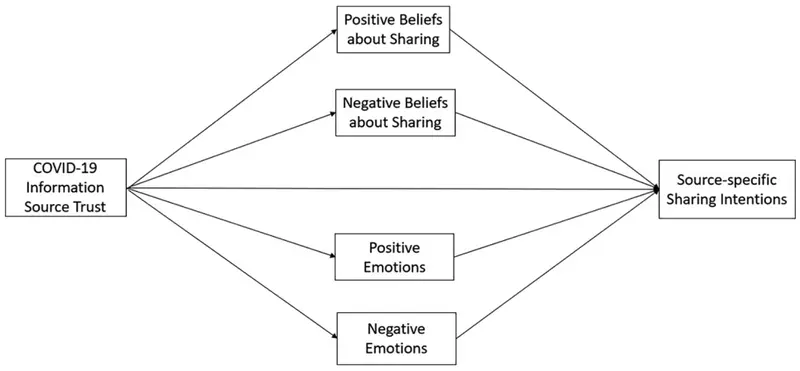 Positive Beliefs
about Sharing
Negative Beliefs
about Sharing
COVID-19
Information
Source Trust
Source-specific
Sharing Intentions
Positive
Emotions
Negative
Emotions